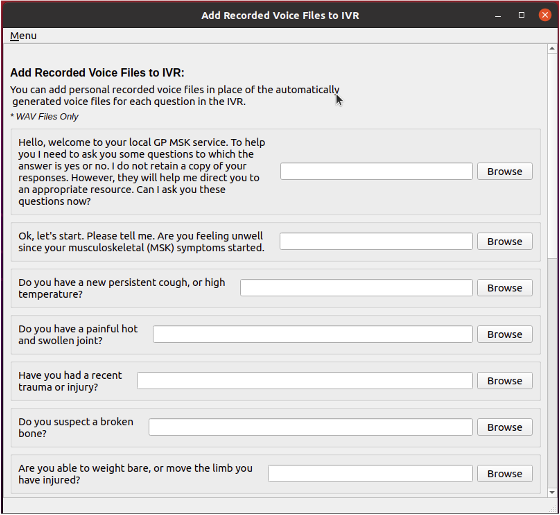 Add Recorded Voice Files to IVR
Menu
Add Recorded Voice Files to IVR:
You can add personal recorded voice files in place of the automatically
generated voice files for each question in the IVR.
* WAV Files Only
Hello, welcome to your local GP MSK service. To help
you I need to ask you some questions to which the
answer is yes or no. I do not retain a copy of your
responses. However, they will help me direct you to
an appropriate resource. Can I ask you these
questions now?
Browse
Ok, let's start. Please tell me. Are you feeling unwell
since your musculoskeletal (MSK) symptoms started.
Browse
Do you have a new persistent cough, or high
temperature?
Browse
Do you have a painful hot
and swollen joint?
Browse
Have you had a recent
trauma or injury?
Browse
Do you suspect a broken
bone?
Browse
Are you able to weight bare, or move the limb you
have injured?
Browse